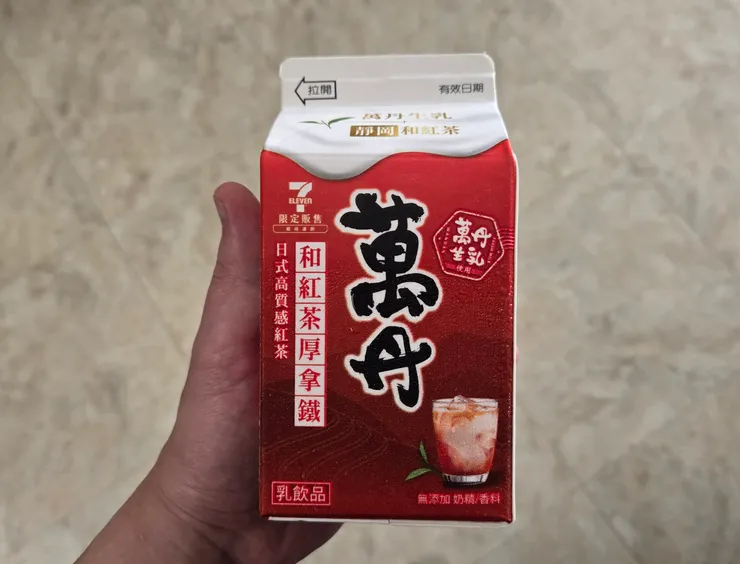 拉開
有效日期
萬丹生乳
靜岡 和紅茶
7
ELEVEN
限定販售
日式高質感紅茶
和紅茶厚拿鐵
萬丹
萬丹
生乳
使用
乳飲品
無添加 奶精/香料